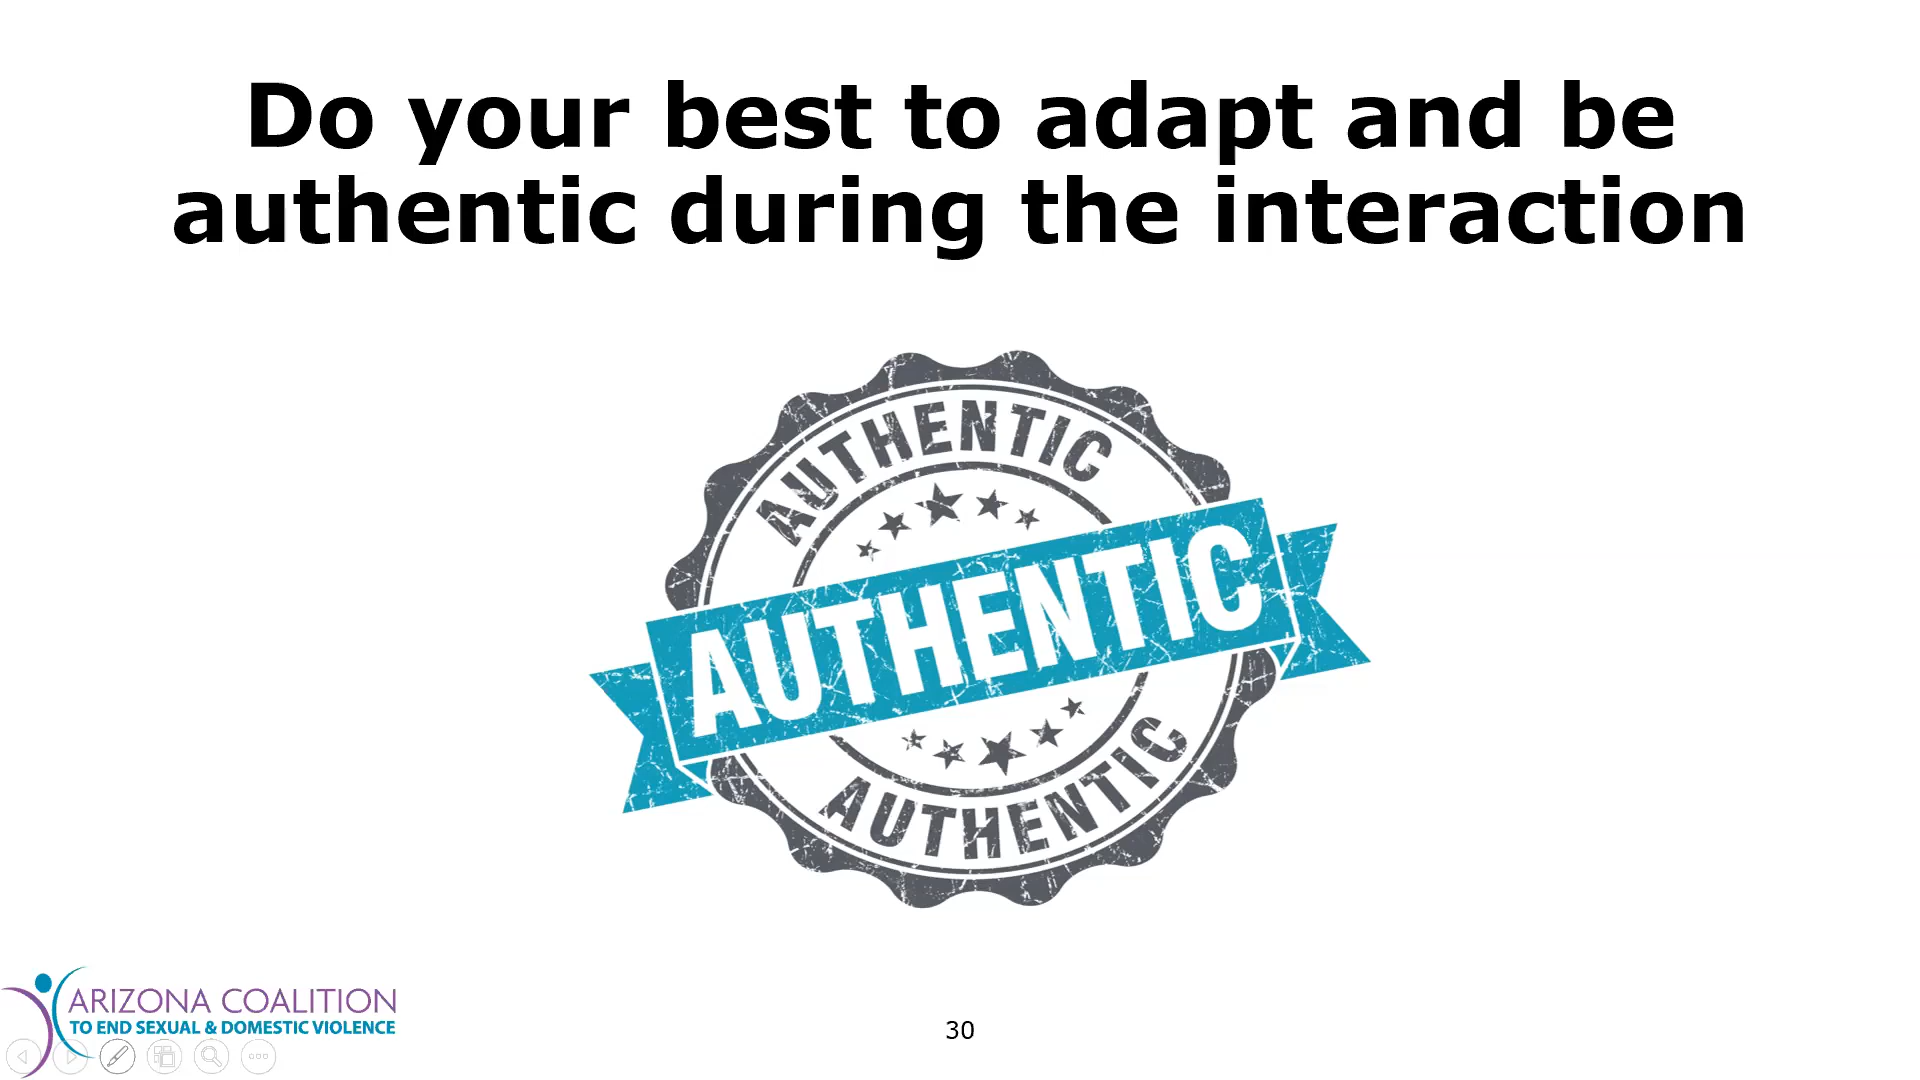 Do your best to adapt and be
authentic during the interaction
AUTHENTIC
AUTHENTIC
AUTHENTIC
ARIZONA COALITION
TO END SEXUAL & DOMESTIC VIOLENCE
30